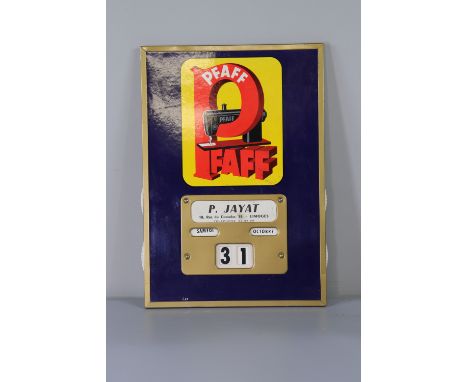 PFAFF
PFAFF
PFAFF
P. JAYAT
LIMOGES
SAMEDI
OCTOBRE
31